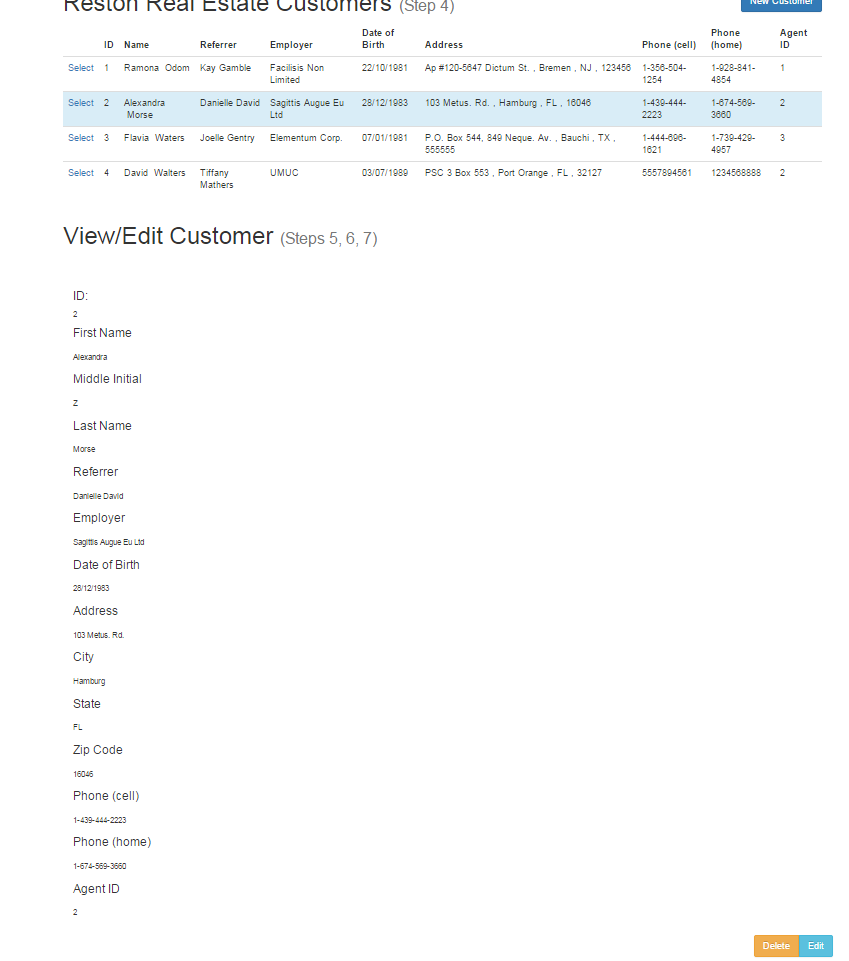 Reston Real Estate Customers (Step 4)
New Customer
ID Name Referrer Employer Date of Birth Address Phone (cell) Phone (home) Agent ID
Select 1 Ramona Odom Kay Gamble Facilisis Non Limited 22/10/1981 Ap #120-5647 Dictum St. , Bremen , NJ , 123456 1-356-504-1254 1-928-841-4854 1
Select 2 Alexandra Morse Danielle David Sagittis Augue Eu Ltd 28/12/1983 103 Metus. Rd. , Hamburg , FL , 16046 1-439-444-2223 1-674-569-3660 2
Select 3 Flavia Waters Joelle Gentry Elementum Corp. 07/01/1981 P.O. Box 544, 849 Neque. Av. , Bauchi , TX , 555555 1-444-696-1621 1-739-429-4957 3
Select 4 David Walters Tiffany Mathers UMUC 03/07/1989 PSC 3 Box 553 , Port Orange , FL , 32127 5557894561 1234568888 2
View/Edit Customer (Steps 5, 6, 7)
ID:
2
First Name
Alexandra
Middle Initial
Z
Last Name
Morse
Referrer
Danielle David
Employer
Sagittis Augue Eu Ltd
Date of Birth
28/12/1983
Address
103 Metus. Rd.
City
Hamburg
State
FL
Zip Code
16046
Phone (cell)
1-439-444-2223
Phone (home)
1-674-569-3660
Agent ID
2
Delete Edit